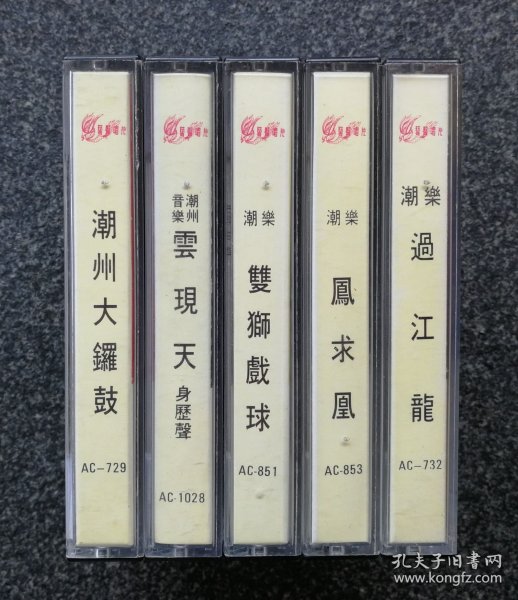 潮州大鑼鼓
AC-729
潮州音樂
雲現天
身歷聲
AC-1028
潮樂
雙獅戲球
AC-851
潮樂
鳳求凰
AC-853
潮樂
過江龍
AC-732
孔夫子旧书网
www.kongfz.com